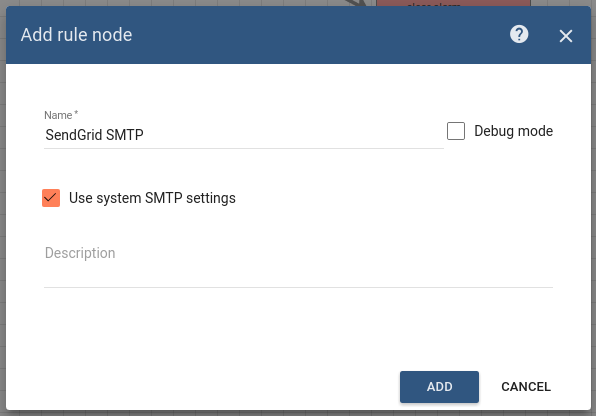 Add rule node
Name *
SendGrid SMTP
Debug mode
Use system SMTP settings
Description
ADD
CANCEL